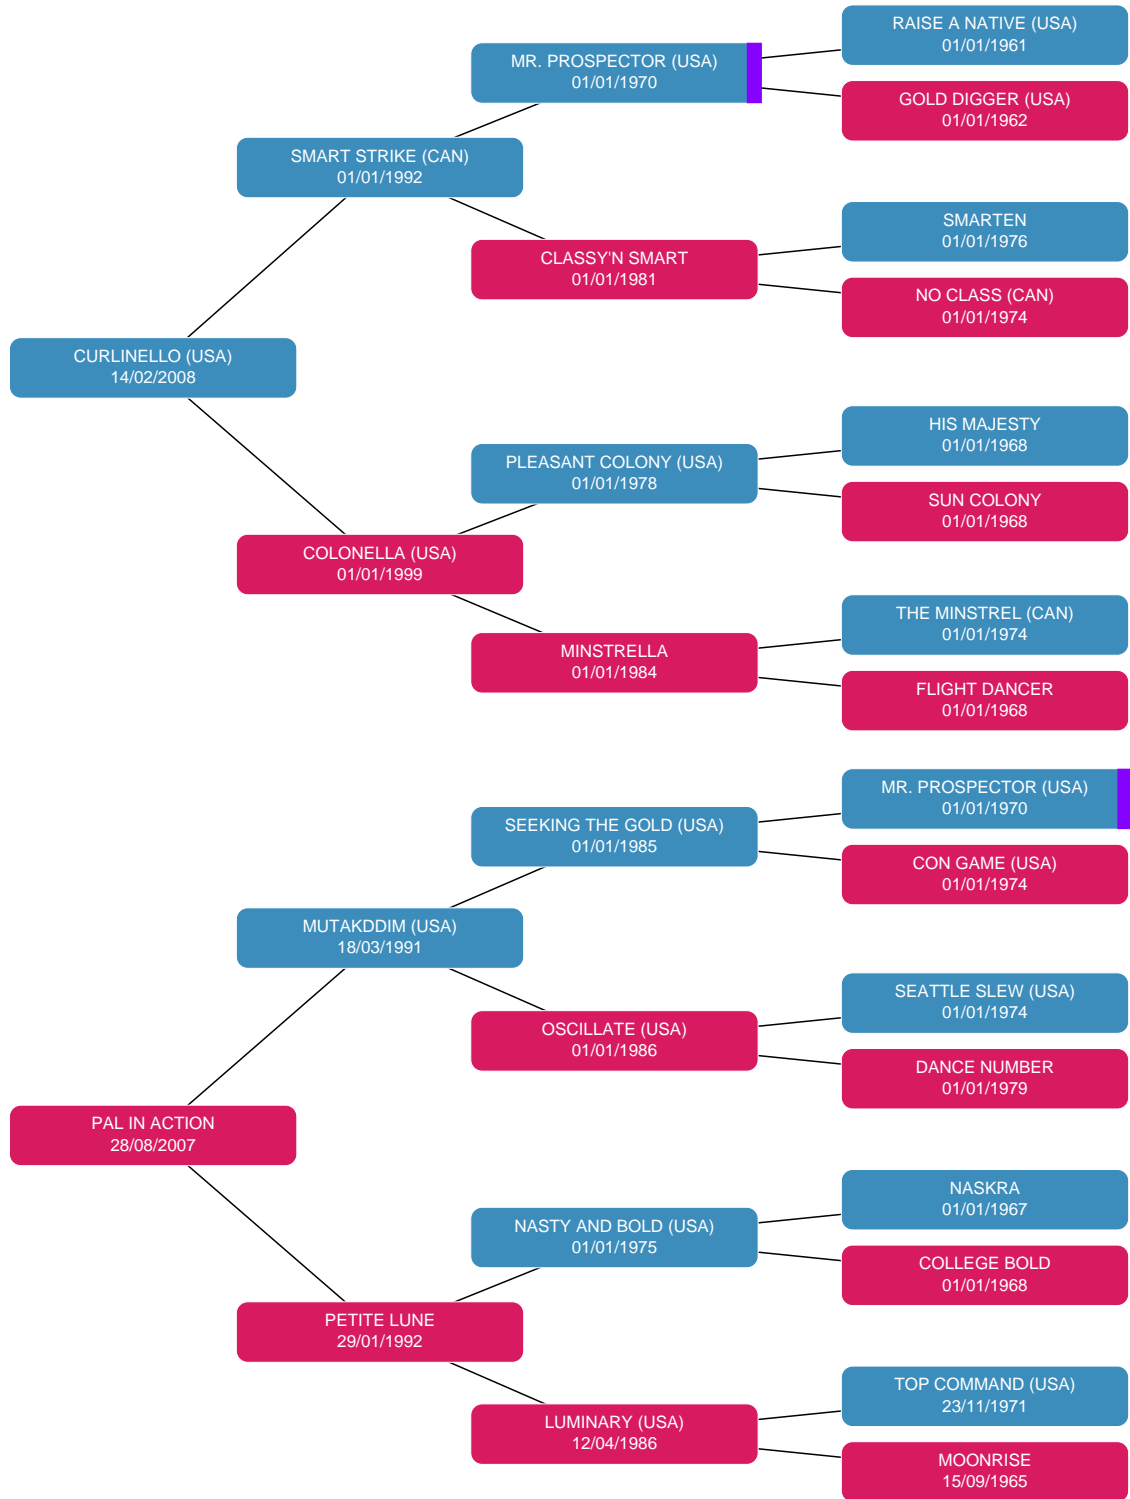 RAISE A NATIVE (USA)
01/01/1961
MR. PROSPECTOR (USA)
01/01/1970
GOLD DIGGER (USA)
01/01/1962
SMART STRIKE (CAN)
01/01/1992
SMARTEN
01/01/1976
CLASSY'N SMART
01/01/1981
NO CLASS (CAN)
01/01/1974
CURLINELLO (USA)
14/02/2008
HIS MAJESTY
01/01/1968
PLEASANT COLONY (USA)
01/01/1978
SUN COLONY
01/01/1968
COLONELLA (USA)
01/01/1999
THE MINSTREL (CAN)
01/01/1974
MINSTRELLA
01/01/1984
FLIGHT DANCER
01/01/1968
MR. PROSPECTOR (USA)
01/01/1970
SEEKING THE GOLD (USA)
01/01/1985
CON GAME (USA)
01/01/1974
MUTAKDDIM (USA)
18/03/1991
SEATTLE SLEW (USA)
01/01/1974
OSCILLATE (USA)
01/01/1986
DANCE NUMBER
01/01/1979
PAL IN ACTION
28/08/2007
NASKRA
01/01/1967
NASTY AND BOLD (USA)
01/01/1975
COLLEGE BOLD
01/01/1968
PETITE LUNE
29/01/1992
TOP COMMAND (USA)
23/11/1971
LUMINARY (USA)
12/04/1986
MOONRISE
15/09/1965